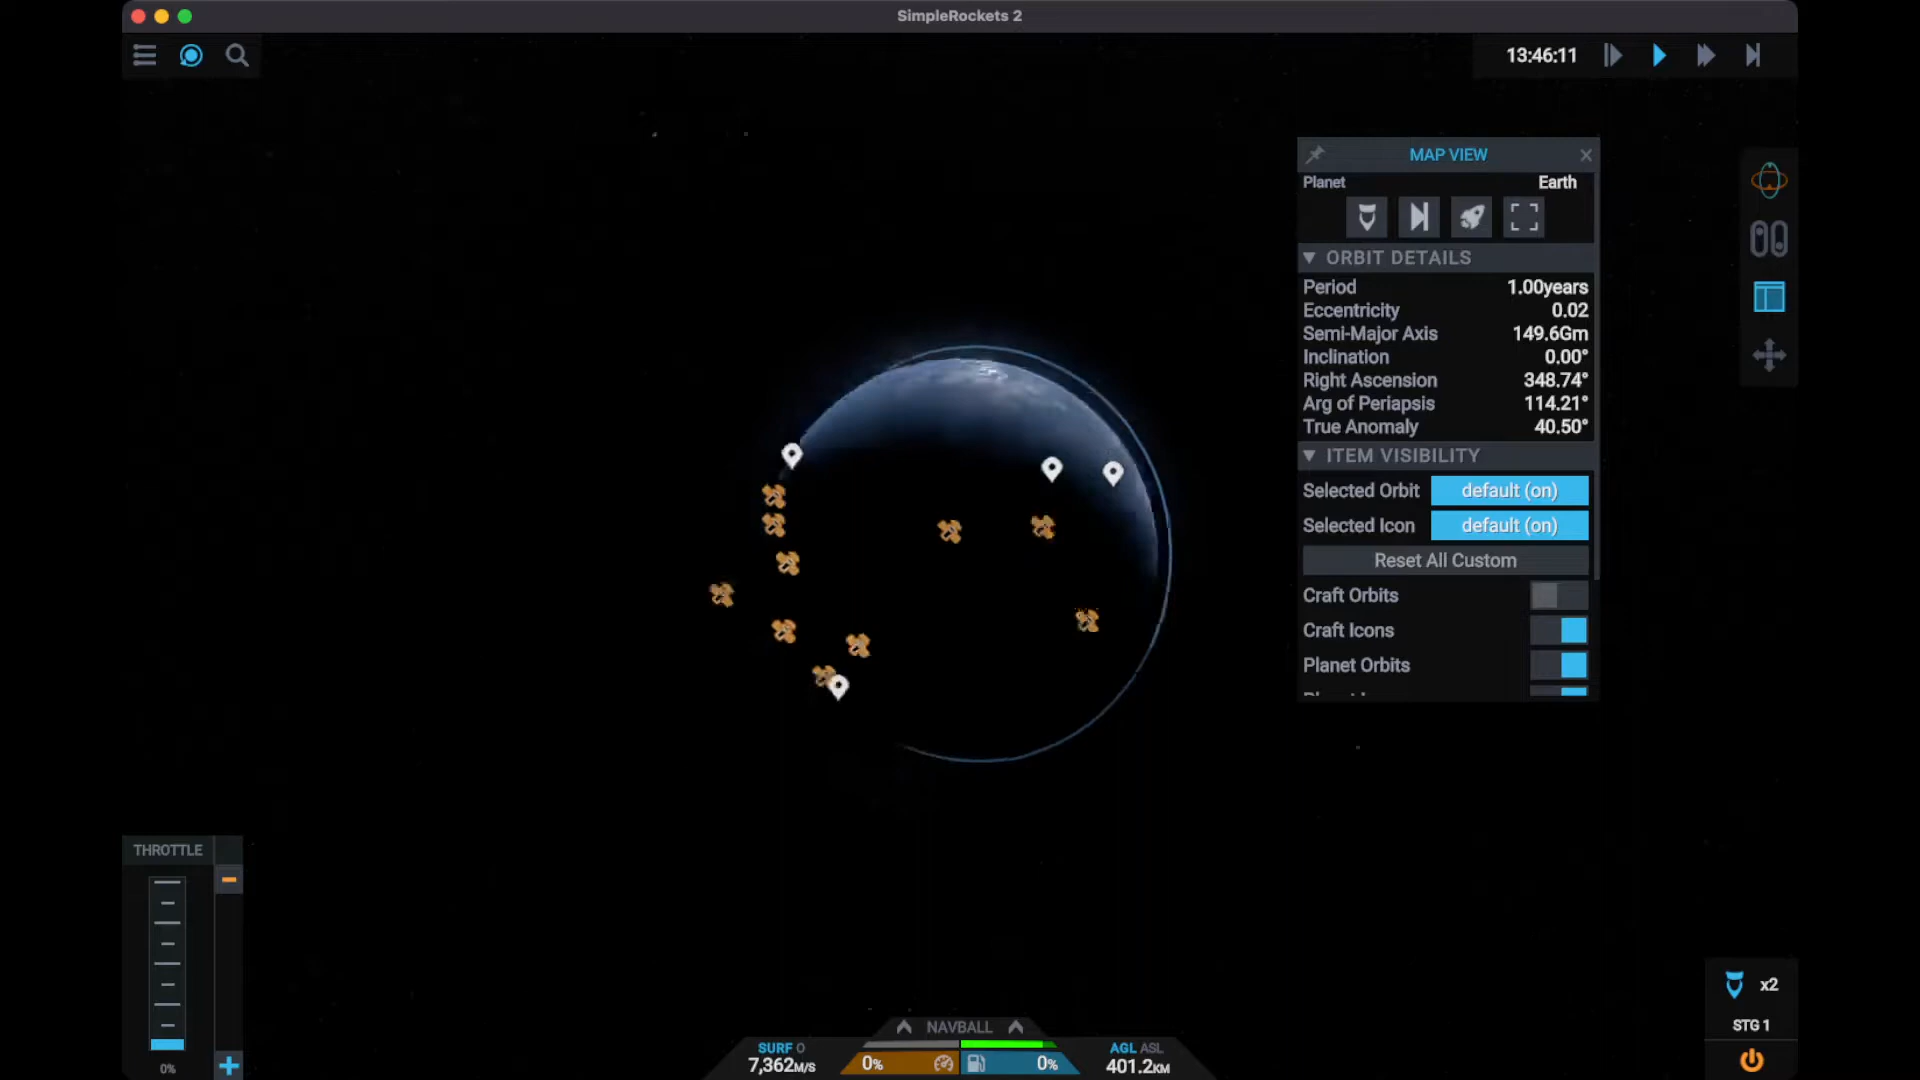 SimpleRockets 2
13:46:11
MAP VIEW
Planet Earth
ORBIT DETAILS
Period 1.00years
Eccentricity 0.02
Semi-Major Axis 149.6Gm
Inclination 0.00°
Right Ascension 348.74°
Arg of Periapsis 114.21°
True Anomaly 40.50°
ITEM VISIBILITY
Selected Orbit default (on)
Selected Icon default (on)
Reset All Custom
Craft Orbits
Craft Icons
Planet Orbits
THROTTLE
0%
NAVBALL
SURF O
7,362M/S
0%
0%
AGL ASL
401.2KM
x2
STG 1